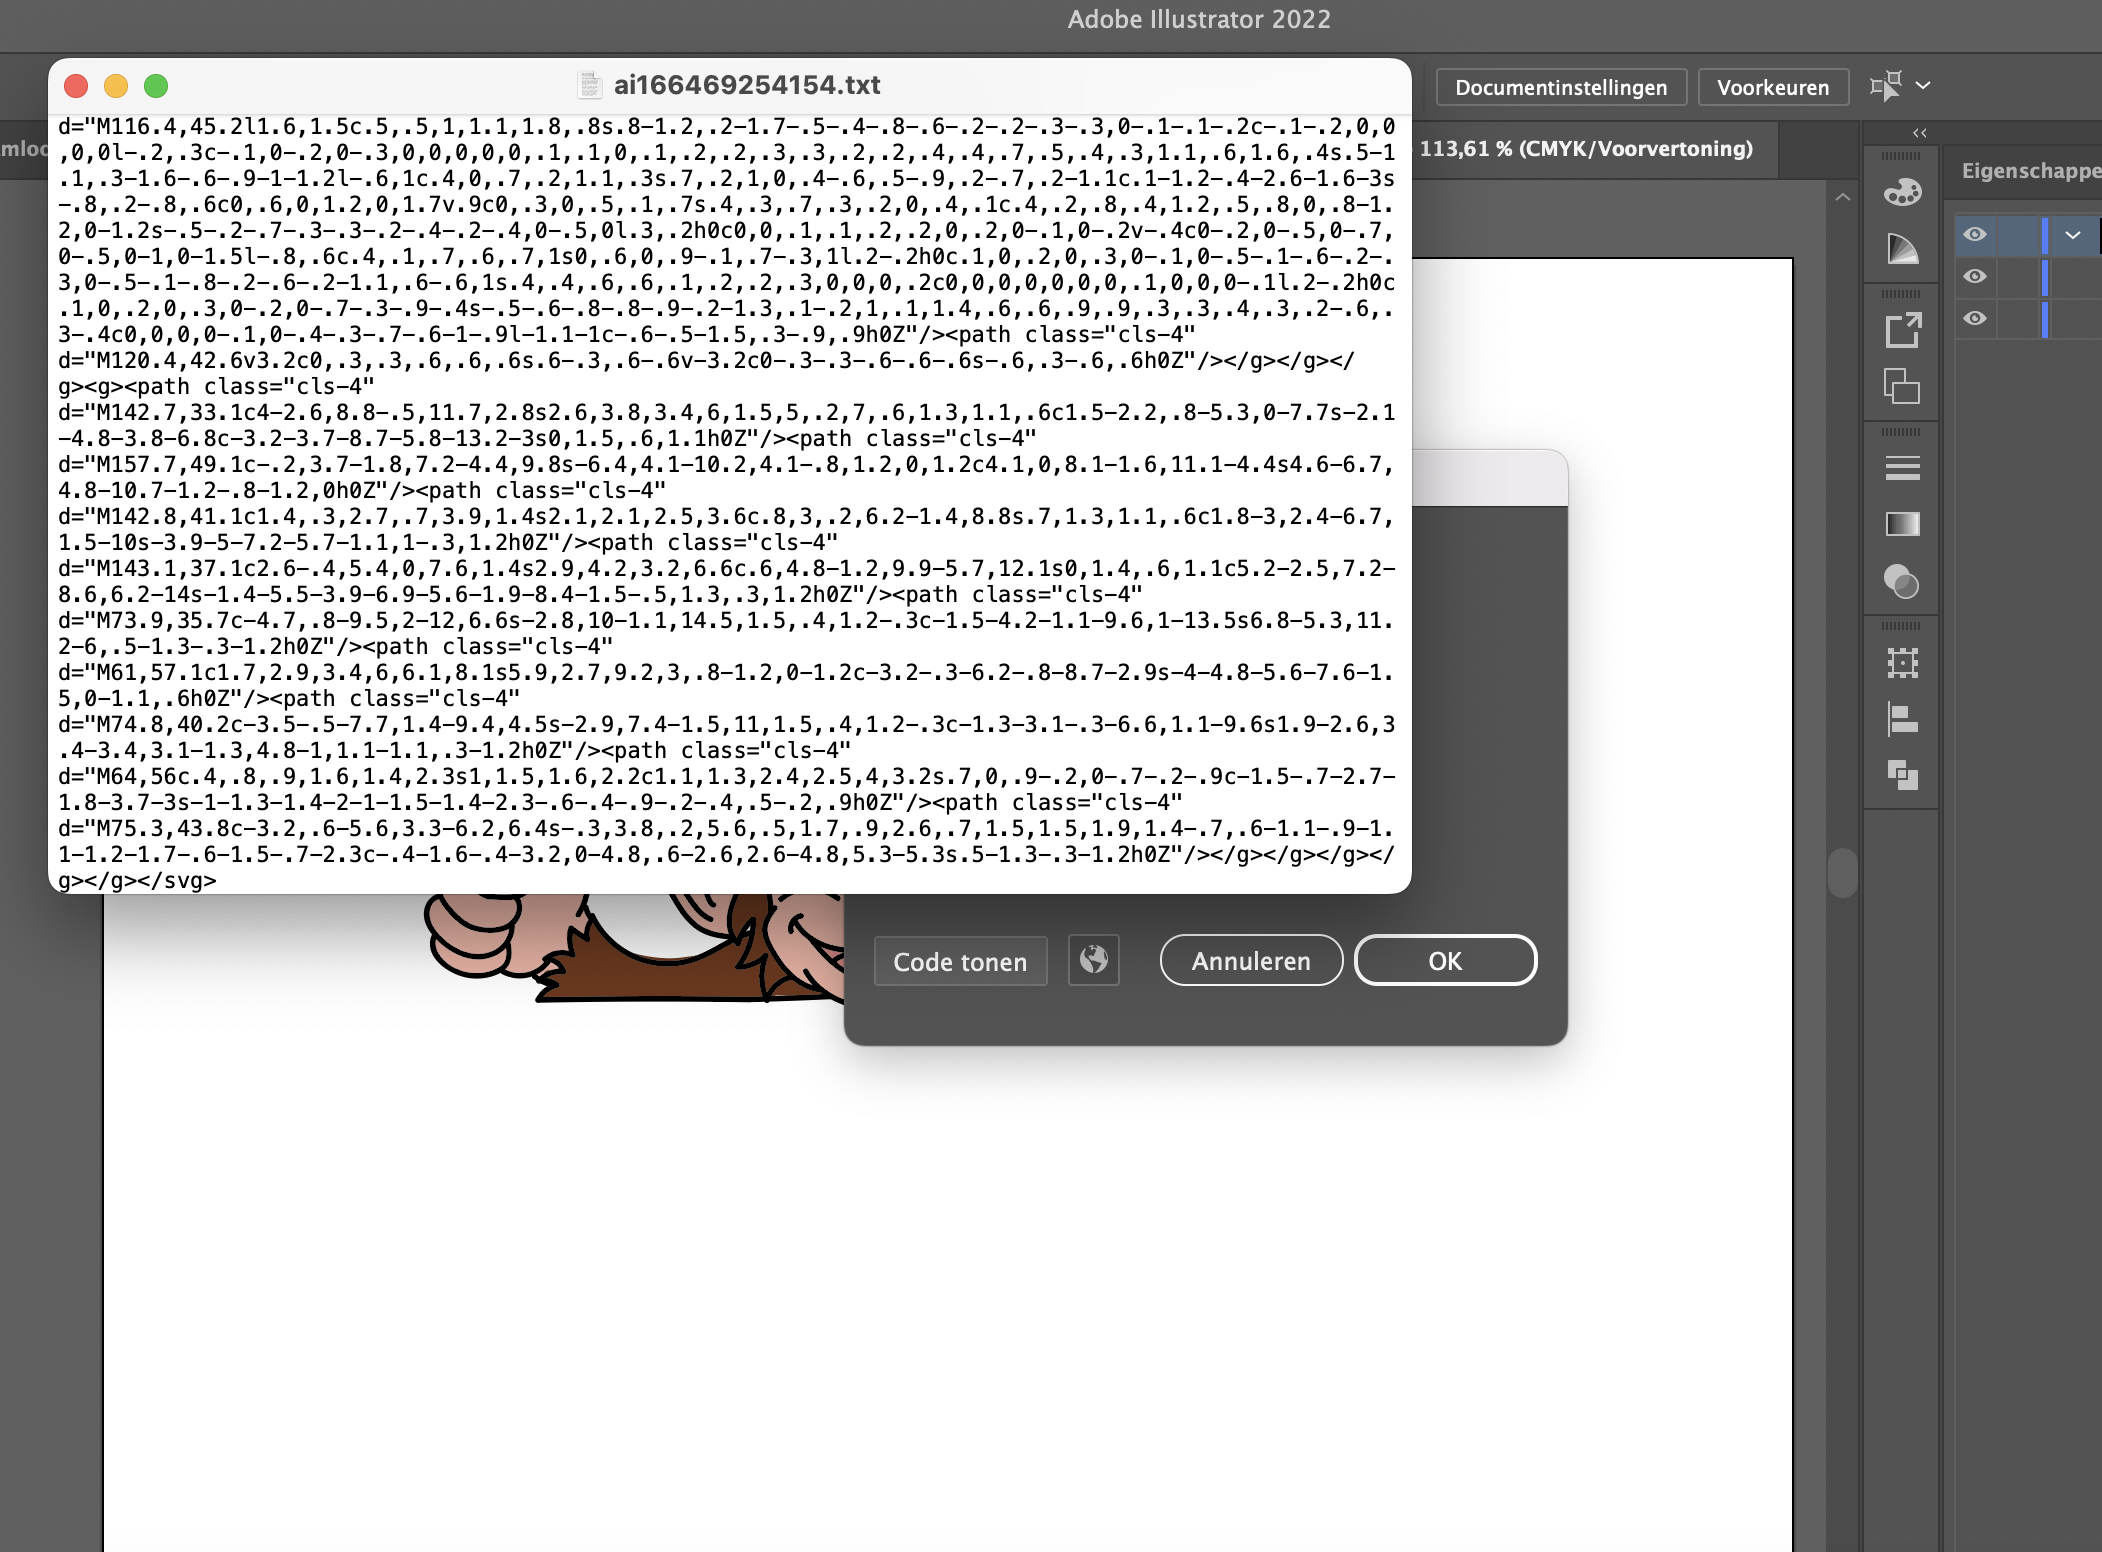 Adobe Illustrator 2022
ai166469254154.txt
Documentinstellingen
Voorkeuren
113,61 % (CMYK/Voorvertoning)
d="M116.4,45.2l1.6,1.5c.5,.5,1,1.1,1.8,.8s.8-1.2,.2-1.7-.5-.4-.8-.6-.2-.2-.3-.3,0-.1-.1-.2c-.1-.2,0,0
,0,0l-.2,.3c-.1,0-.2,0-.3,0,0,0,0,0,.1,.1,0,.1,.2,.2,.3,.3,.2,.2,.4,.4,.7,.5,.4,.3,1.1,.6,1.6,.4s.5-1
.1,.3-1.6-.6-.9-1-1.2l-.6,1c.4,0,.7,.2,1.1,.3s.7,.2,1,0,.4-.6,.5-.9,.2-.7,.2-1.1c.1-1.2-.4-2.6-1.6-3s
-.8,.2-.8,.6c0,.6,0,1.2,0,1.7v.9c0,.3,0,.5,.1,.7s.4,.3,.7,.3,.2,0,.4,.1c.4,.2,.8,.4,1.2,.5,.8,0,.8-1.
2,0-1.2s-.5-.2-.7-.3-.3-.2-.4-.2-.4,0-.5,0l.3,.2h0c0,0,.1,.1,.2,.2,0,.2,0-.1,0-.2v-.4c0-.2,0-.5,0-.7,
0-.5,0-1,0-1.5l-.8,.6c.4,.1,.7,.6,.7,1s0,.6,0,.9-.1,.7-.3,1l.2-.2h0c.1,0,.2,0,.3,0-.1,0-.5-.1-.6-.2-.
3,0-.5-.1-.8-.2-.6-.2-1.1,.6-.6,1s.4,.4,.6,.6,.1,.2,.2,.3,0,0,0,.2c0,0,0,0,0,0,0,.1,0,0,0-.1l.2-.2h0c
.1,0,.2,0,.3,0-.2,0-.7-.3-.9-.4s-.5-.6-.8-.8-.9-.2-1.3,.1-.2,1,.1,1.4,.6,.6,.9,.9,.3,.3,.4,.3,.2-.6,.
3-.4c0,0,0,0-.1,0-.4-.3-.7-.6-1-.9l-1.1-1c-.6-.5-1.5,.3-.9,.9h0Z"/><path class="cls-4"
d="M120.4,42.6v3.2c0,.3,.3,.6,.6,.6s.6-.3,.6-.6v-3.2c0-.3-.3-.6-.6-.6s-.6,.3-.6,.6h0Z"/></g></g></
g><g><path class="cls-4"
d="M142.7,33.1c4-2.6,8.8-.5,11.7,2.8s2.6,3.8,3.4,6,1.5,5,.2,7,.6,1.3,1.1,.6c1.5-2.2,.8-5.3,0-7.7s-2.1
-4.8-3.8-6.8c-3.2-3.7-8.7-5.8-13.2-3s0,1.5,.6,1.1h0Z"/><path class="cls-4"
d="M157.7,49.1c-.2,3.7-1.8,7.2-4.4,9.8s-6.4,4.1-10.2,4.1-.8,1.2,0,1.2c4.1,0,8.1-1.6,11.1-4.4s4.6-6.7,
4.8-10.7-1.2-.8-1.2,0h0Z"/><path class="cls-4"
d="M142.8,41.1c1.4,.3,2.7,.7,3.9,1.4s2.1,2.1,2.5,3.6c.8,3,.2,6.2-1.4,8.8s.7,1.3,1.1,.6c1.8-3,2.4-6.7,
1.5-10s-3.9-5-7.2-5.7-1.1,1-.3,1.2h0Z"/><path class="cls-4"
d="M143.1,37.1c2.6-.4,5.4,0,7.6,1.4s2.9,4.2,3.2,6.6c.6,4.8-1.2,9.9-5.7,12.1s0,1.4,.6,1.1c5.2-2.5,7.2-
8.6,6.2-14s-1.4-5.5-3.9-6.9-5.6-1.9-8.4-1.5-.5,1.3,.3,1.2h0Z"/><path class="cls-4"
d="M73.9,35.7c-4.7,.8-9.5,2-12,6.6s-2.8,10-1.1,14.5,1.5,.4,1.2-.3c-1.5-4.2-1.1-9.6,1-13.5s6.8-5.3,11.
2-6,.5-1.3-.3-1.2h0Z"/><path class="cls-4"
d="M61,57.1c1.7,2.9,3.4,6,6.1,8.1s5.9,2.7,9.2,3,.8-1.2,0-1.2c-3.2-.3-6.2-.8-8.7-2.9s-4-4.8-5.6-7.6-1.
5,0-1.1,.6h0Z"/><path class="cls-4"
d="M74.8,40.2c-3.5-.5-7.7,1.4-9.4,4.5s-2.9,7.4-1.5,11,1.5,.4,1.2-.3c-1.3-3.1-.3-6.6,1.1-9.6s1.9-2.6,3
.4-3.4,3.1-1.3,4.8-1,1.1-1.1,.3-1.2h0Z"/><path class="cls-4"
d="M64,56c.4,.8,.9,1.6,1.4,2.3s1,1.5,1.6,2.2c1.1,1.3,2.4,2.5,4,3.2s.7,0,.9-.2,0-.7-.2-.9c-1.5-.7-2.7-
1.8-3.7-3s-1-1.3-1.4-2-1-1.5-1.4-2.3-.6-.4-.9-.2-.4,.5-.2,.9h0Z"/><path class="cls-4"
d="M75.3,43.8c-3.2,.6-5.6,3.3-6.2,6.4s-.3,3.8,.2,5.6,.5,1.7,.9,2.6,.7,1.5,1.5,1.9,1.4-.7,.6-1.1-.9-1.
1-1.2-1.7-.6-1.5-.7-2.3c-.4-1.6-.4-3.2,0-4.8,.6-2.6,2.6-4.8,5.3-5.3s.5-1.3-.3-1.2h0Z"/></g></g></g></
g></g></svg>
Code tonen
Annuleren
OK
mloo
Eigenschappe